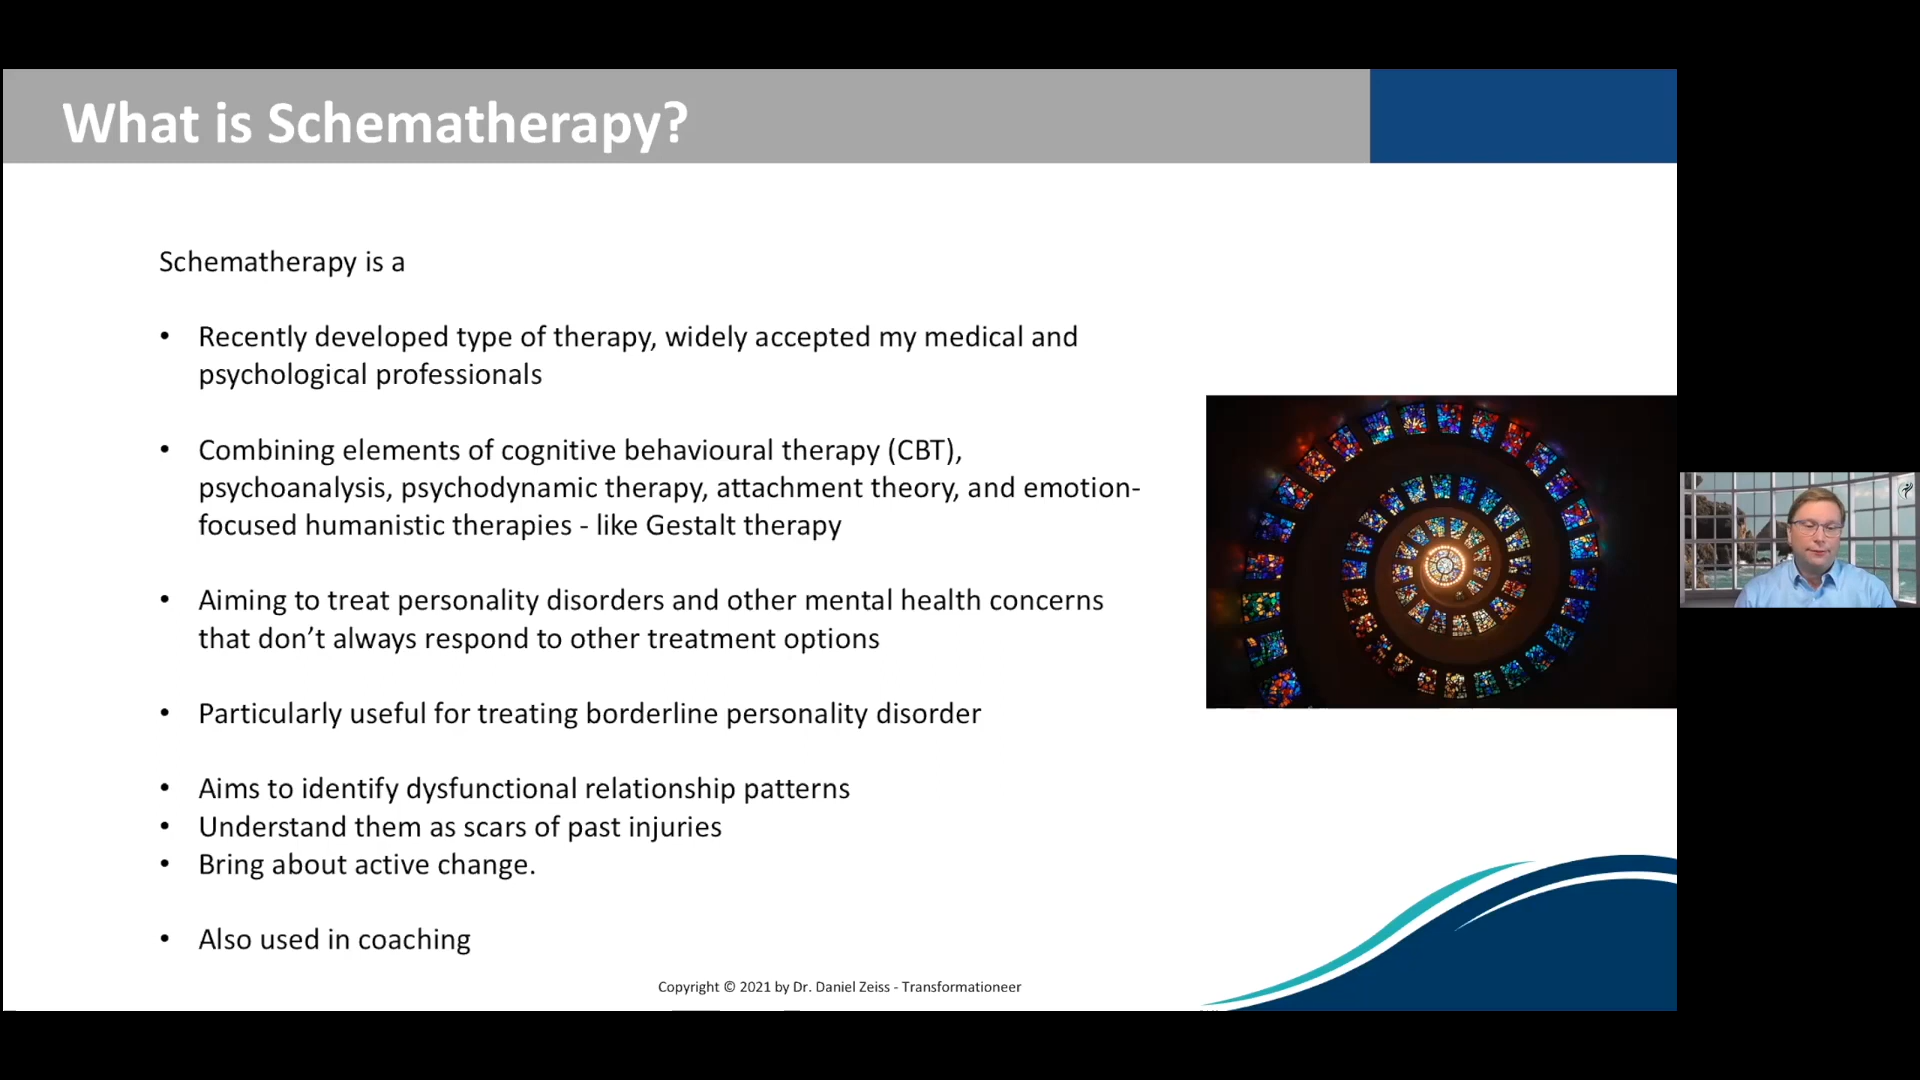 What is Schematherapy?
Schematherapy is a
• Recently developed type of therapy, widely accepted my medical and
psychological professionals
• Combining elements of cognitive behavioural therapy (CBT),
psychoanalysis, psychodynamic therapy, attachment theory, and emotion-
focused humanistic therapies - like Gestalt therapy
• Aiming to treat personality disorders and other mental health concerns
that don’t always respond to other treatment options
• Particularly useful for treating borderline personality disorder
• Aims to identify dysfunctional relationship patterns
• Understand them as scars of past injuries
• Bring about active change.
• Also used in coaching
Copyright © 2021 by Dr. Daniel Zeiss - Transformationeer